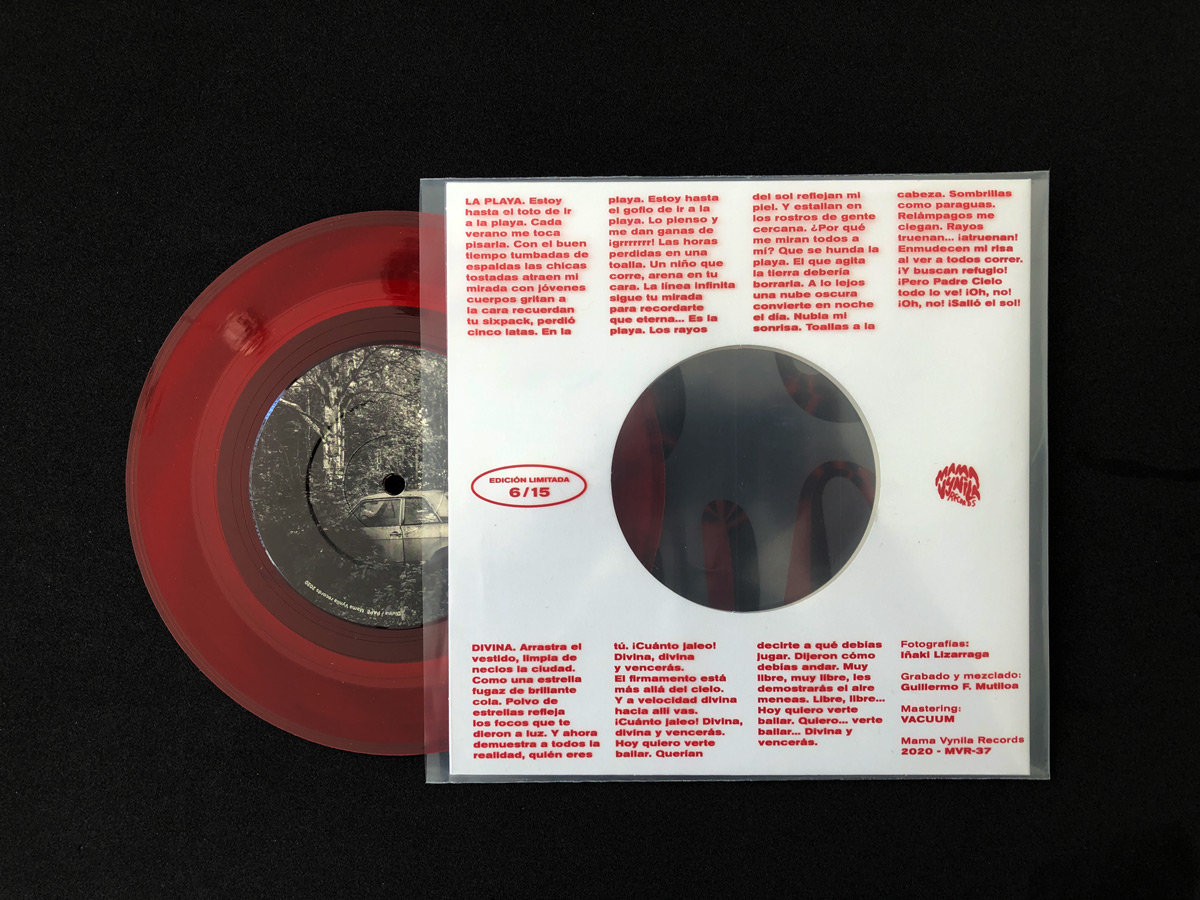 LA PLAYA. Estoy
hasta el toto de ir
a la playa. Cada
verano me toca
pisarla. Con el buen
tiempo tumbadas de
espaldas las chicas
tostadas atraen mi
mirada con jóvenes
cuerpos gritan a
la cara recuerdan
tu sixpack, perdió
cinco latas. En la
playa. Estoy hasta
el gofio de ir a la
playa. Lo pienso y
me dan ganas de
¡grrrrrrr! Las horas
perdidas en una
toalla. Un niño que
corre, arena en tu
cara. La línea infinita
sigue tu mirada
para recordarte
que eterna... Es la
playa. Los rayos
del sol reflejan mi
piel. Y estallan en
los rostros de gente
cercana. ¿Por qué
me miran todos a
mí? Que se hunda la
playa. El que agita
la tierra debería
borrarla. A lo lejos
una nube oscura
convierte en noche
el día. Nubla mi
sonrisa. Toallas a la
cabeza. Sombrillas
como paraguas.
Relámpagos me
ciegan. Rayos
truenan... ¡atruenan!
Enmudecen mi risa
al ver a todos correr.
¡Y buscan refugio!
¡Pero Padre Cielo
todo lo ve! ¡Oh, no!
¡Oh, no! ¡Salió el sol!
EDICIÓN LIMITADA
6/15
MAMA
VYNILA
RECORDS
Divina / PAPR Mama Vynila records 2020
DIVINA. Arrastra el
vestido, limpia de
necios la ciudad.
Como una estrella
fugaz de brillante
cola. Polvo de
estrellas refleja
los focos que te
dieron a luz. Y ahora
demuestra a todos la
realidad, quién eres
tú. ¡Cuánto jaleo!
Divina, divina
y vencerás.
El firmamento está
más allá del cielo.
Y a velocidad divina
hacia allí vas.
¡Cuánto jaleo! Divina,
divina y vencerás.
Hoy quiero verte
bailar. Querían
decirte a qué debías
jugar. Dijeron cómo
debías andar. Muy
libre, muy libre, les
demostrarás el aire
meneas. Libre, libre...
Hoy quiero verte
bailar. Quiero... verte
bailar... Divina y
vencerás.
Fotografías:
Iñaki Lizarraga
Grabado y mezclado:
Guillermo F. Mutiloa
Mastering:
VACUUM
Mama Vynila Records
2020 - MVR-37